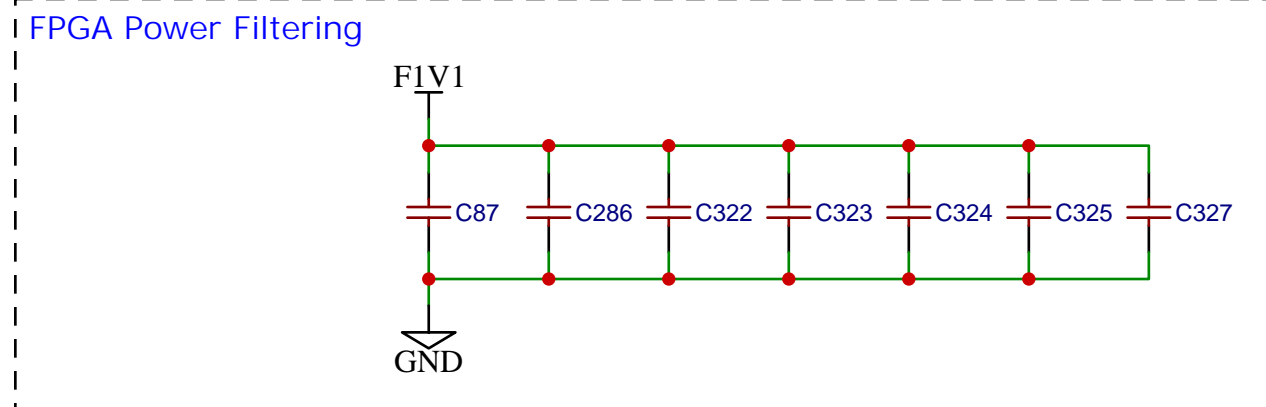 FPGA Power Filtering
F1V1
C87 C286 C322 C323 C324 C325 C327
GND